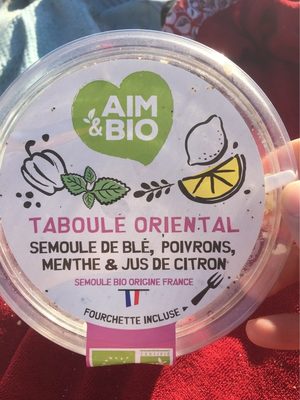 AIM
& BIO
TABOULÉ ORIENTAL
SEMOULE DE BLÉ, POIVRONS,
MENTHE & JUS DE CITRON
SEMOULE BIO ORIGINE FRANCE
FOURCHETTE INCLUSE